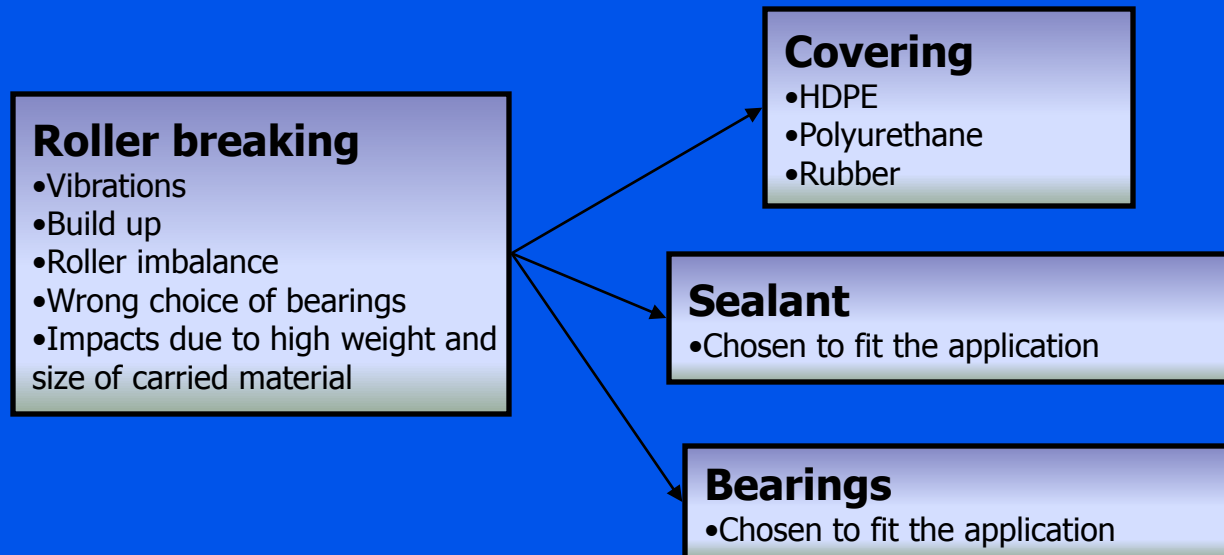 Roller breaking
•Vibrations
•Build up
•Roller imbalance
•Wrong choice of bearings
•Impacts due to high weight and
size of carried material
Covering
•HDPE
•Polyurethane
•Rubber
Sealant
•Chosen to fit the application
Bearings
•Chosen to fit the application